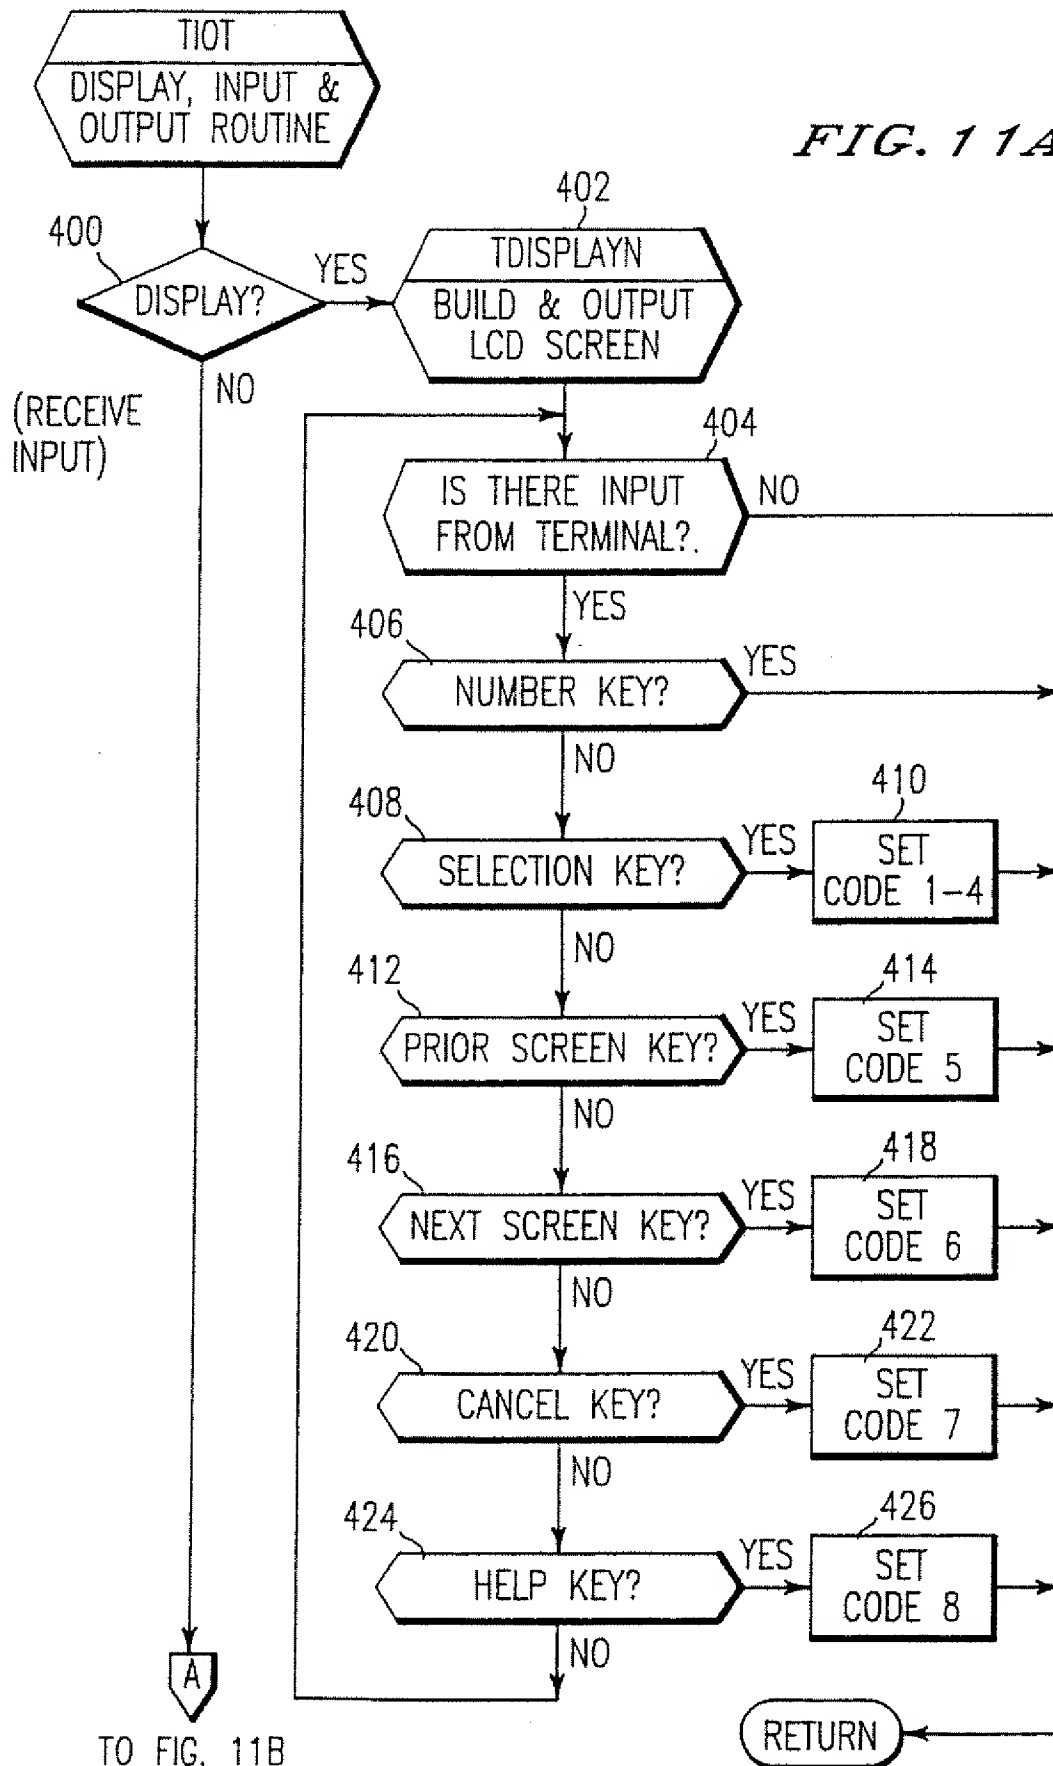 TIOT
DISPLAY, INPUT &
OUTPUT ROUTINE
FIG. 11A
400
DISPLAY?
YES
NO
402
TDISPLAYN
BUILD & OUTPUT
LCD SCREEN
(RECEIVE
INPUT)
404
IS THERE INPUT
FROM TERMINAL?.
NO
YES
406
NUMBER KEY?
YES
NO
408
SELECTION KEY?
YES
410
SET
CODE 1-4
NO
412
PRIOR SCREEN KEY?
YES
414
SET
CODE 5
NO
416
NEXT SCREEN KEY?
YES
418
SET
CODE 6
NO
420
CANCEL KEY?
YES
422
SET
CODE 7
NO
424
HELP KEY?
YES
426
SET
CODE 8
NO
A
TO FIG. 11B
RETURN